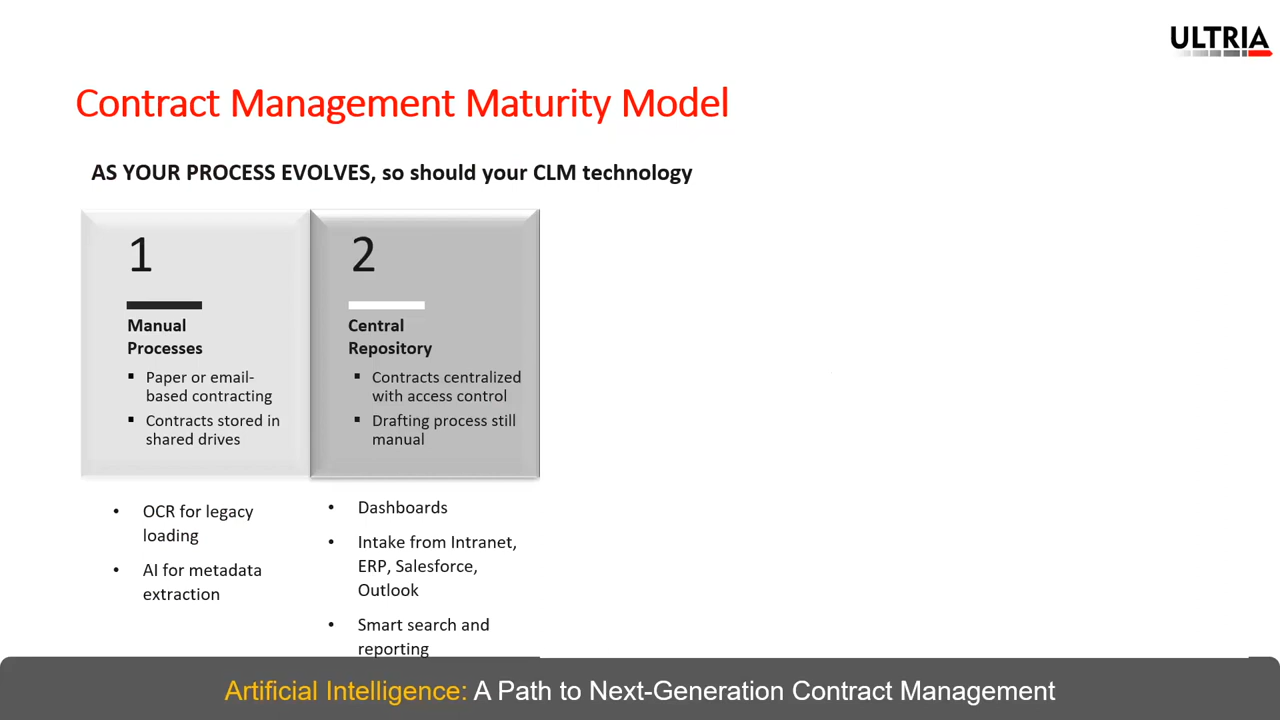 ULTRIA
Contract Management Maturity Model
AS YOUR PROCESS EVOLVES, so should your CLM technology
1
Manual
Processes
▪ Paper or email-
based contracting
▪ Contracts stored in
shared drives
• OCR for legacy
loading
• AI for metadata
extraction
2
Central
Repository
▪ Contracts centralized
with access control
▪ Drafting process still
manual
• Dashboards
• Intake from Intranet,
ERP, Salesforce,
Outlook
• Smart search and
reporting
Artificial Intelligence: A Path to Next-Generation Contract Management